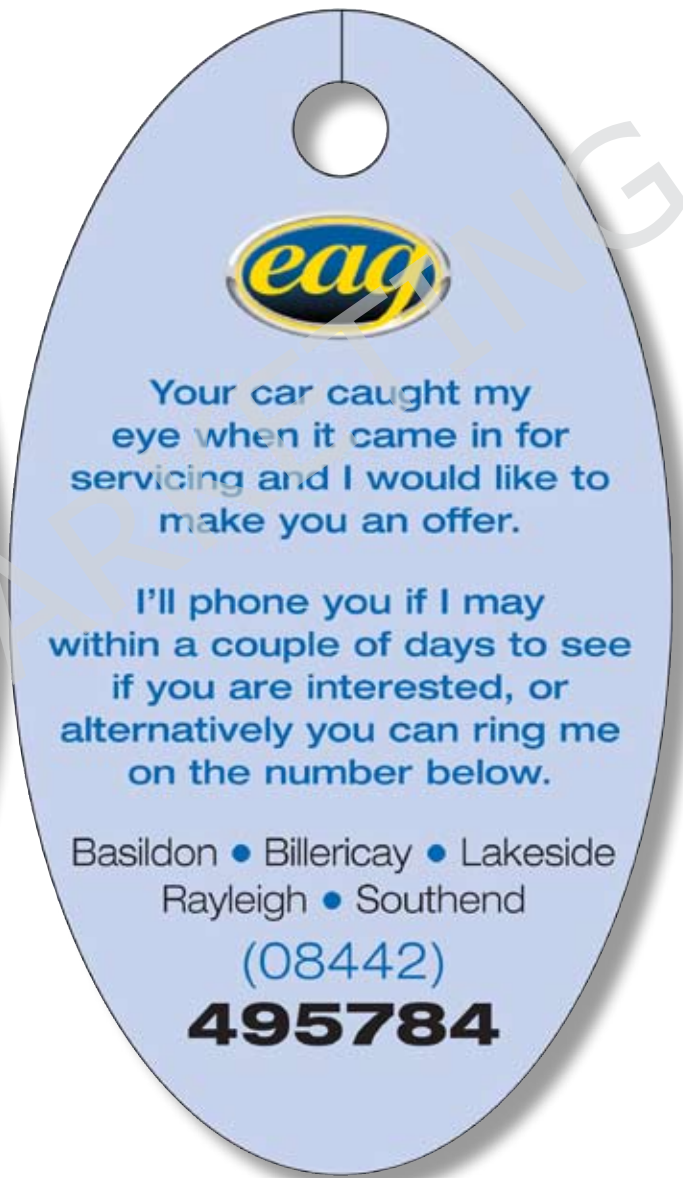 eag
Your car caught my
eye when it came in for
servicing and I would like to
make you an offer.
I'll phone you if I may
within a couple of days to see
if you are interested, or
alternatively you can ring me
on the number below.
Basildon • Billericay • Lakeside
Rayleigh • Southend
(08442)
495784